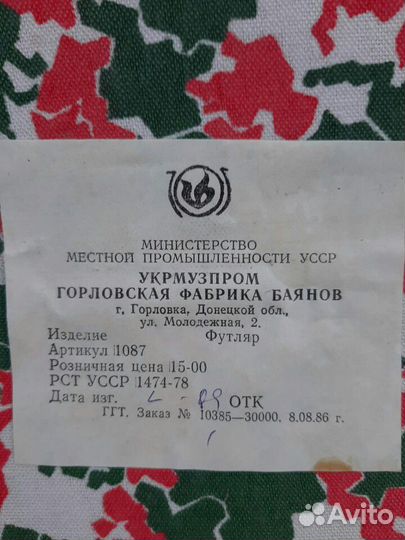 МИНИСТЕРСТВО
МЕСТНОЙ ПРОМЫШЛЕННОСТИ УССР
УКРМУЗПРОМ
ГОРЛОВСКАЯ ФАБРИКА БАЯНОВ
г. Горловка, Донецкой обл.,
ул. Молодежная, 2.
Изделие Футляр
Артикул 1087
Розничная цена 15-00
РСТ УССР 1474-78
Дата изг. ОТК
ГГТ. Заказ № 10385—30000. 8.08.86 г.
Avito